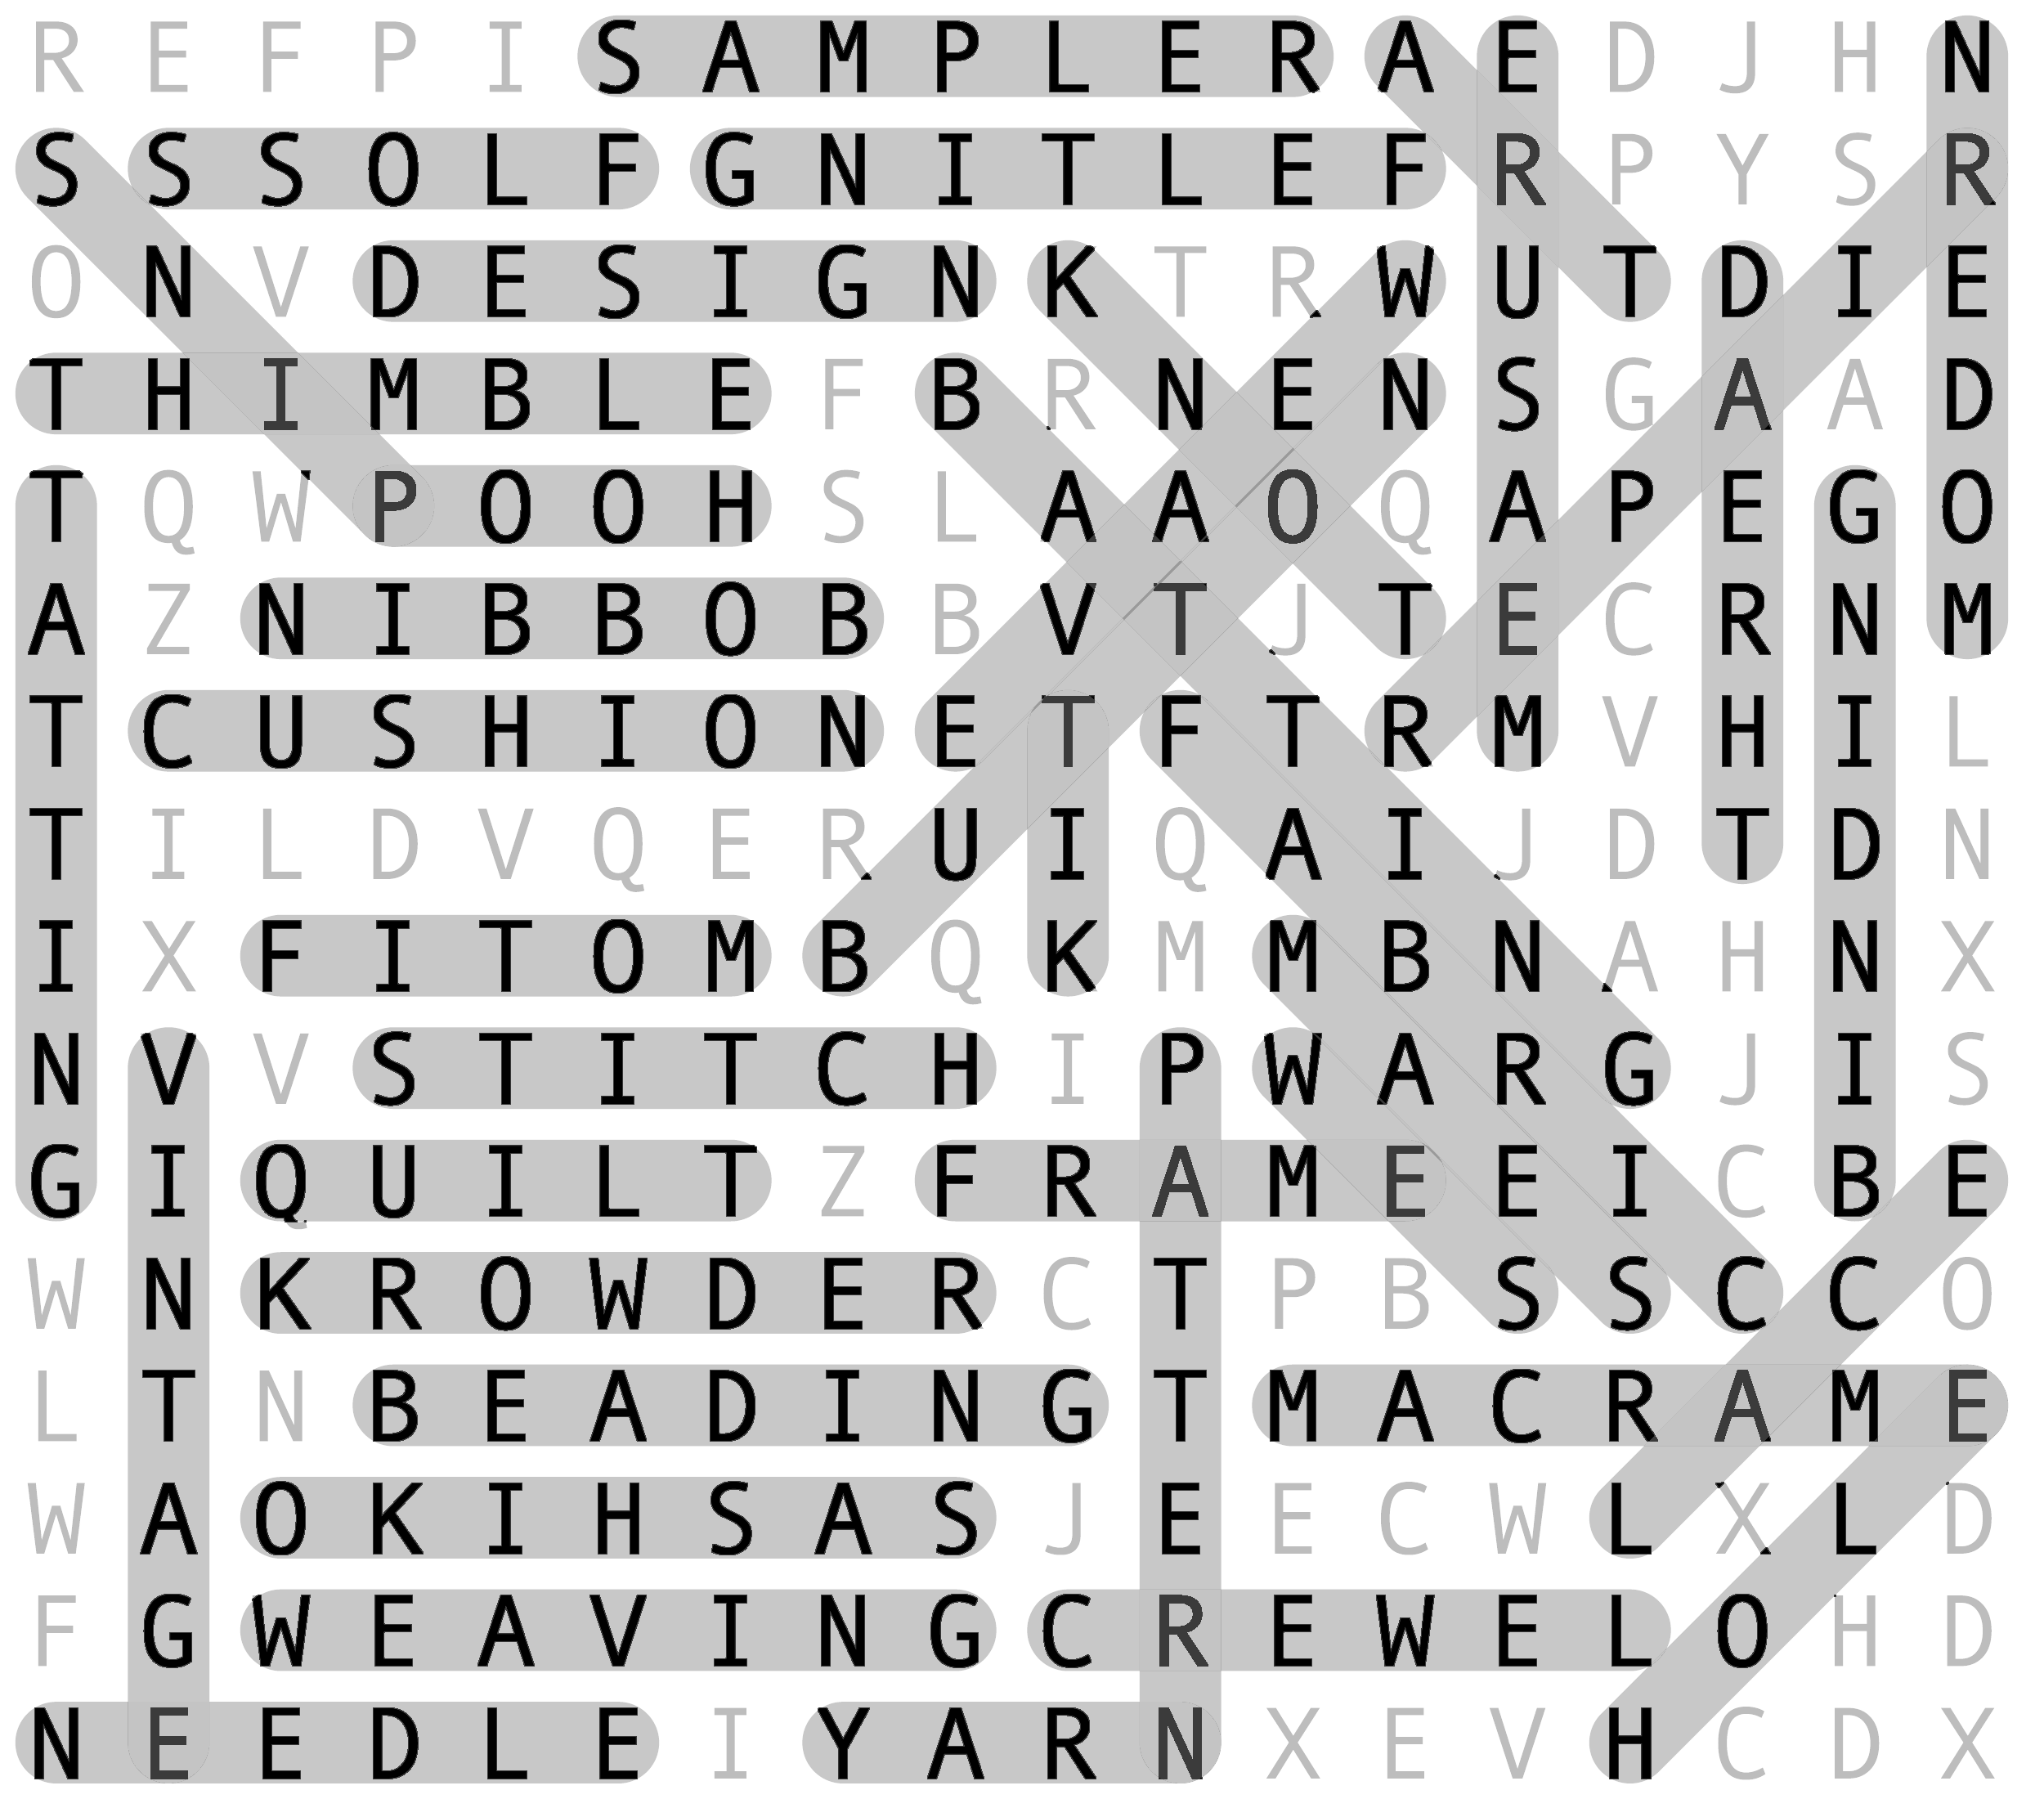 R E F P I S A M P L E R A E D J H N
S S S O L F G N I T L E F R P Y S R
O N V D E S I G N K T R W U T D I E
T H I M B L E F B R N E N S G A A D
T Q W P O O H S L A A O Q A P E G O
A Z N I B B O B B V T J T E C R N M
T C U S H I O N E T F T R M V H I L
T I L D V Q E R U I Q A I J D T D N
I X F I T O M B Q K M M B N A H N X
N V V S T I T C H I P W A R G J I S
G I Q U I L T Z F R A M E E I C B E
W N K R O W D E R C T P B S S C C O
L T N B E A D I N G T M A C R A M E
W A O K I H S A S J E E C W L X L D
F G W E A V I N G C R E W E L O H D
N E E D L E I Y A R N X E V H C D X